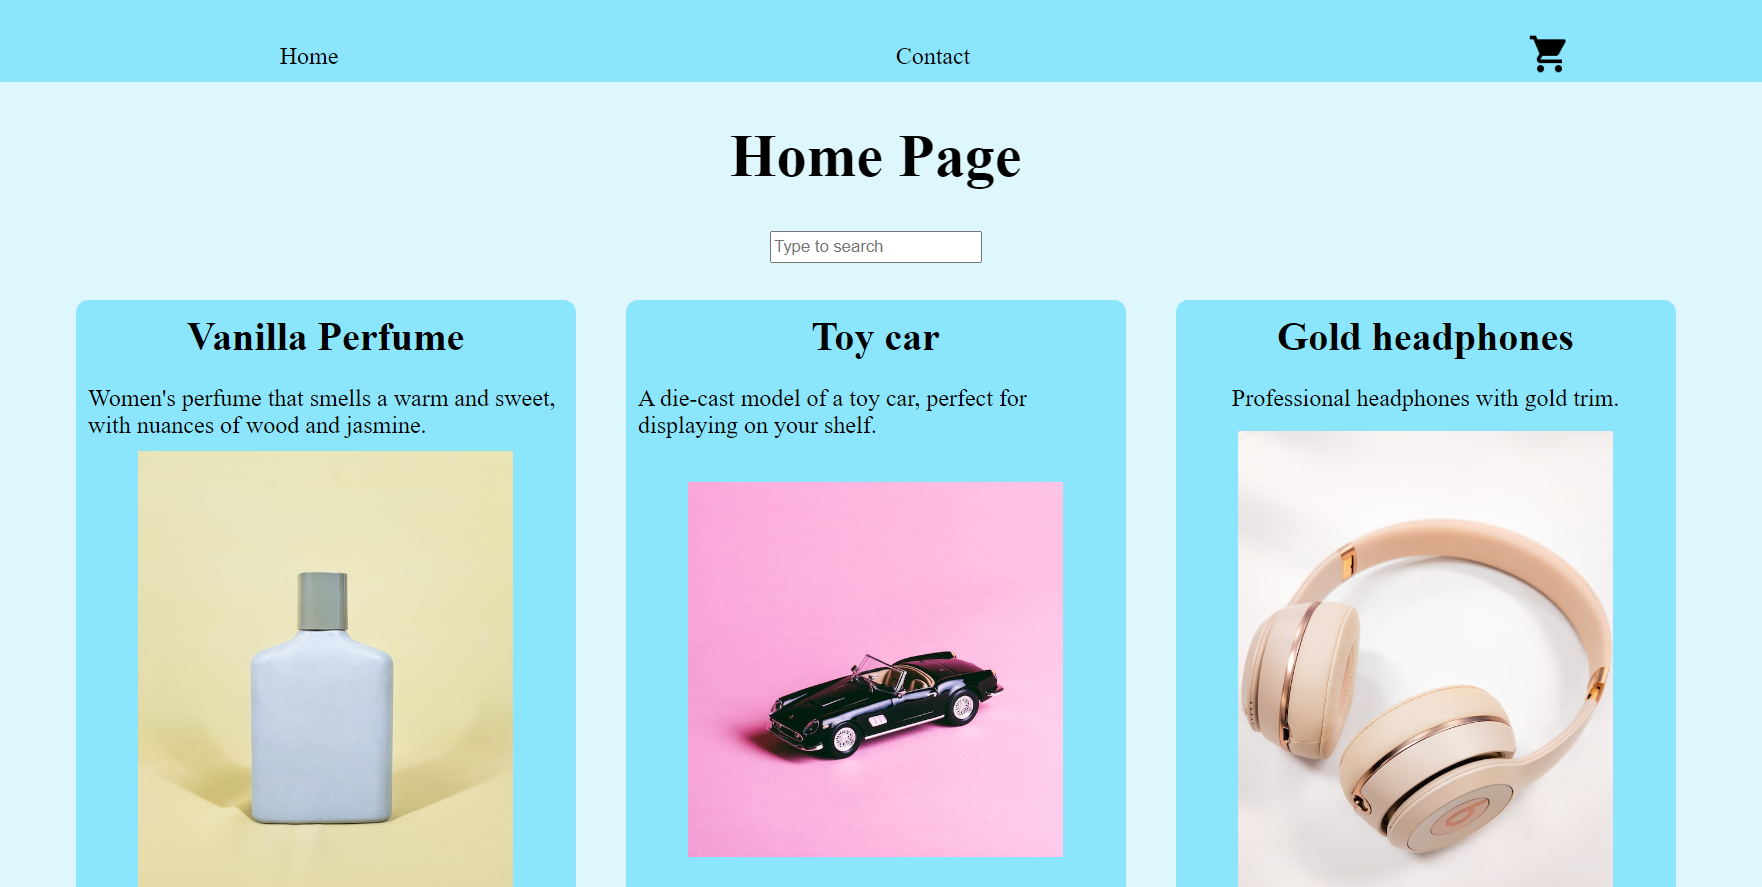 Home
Contact
Home Page
Type to search
Vanilla Perfume
Women's perfume that smells a warm and sweet,
with nuances of wood and jasmine.
Toy car
A die-cast model of a toy car, perfect for
displaying on your shelf.
Gold headphones
Professional headphones with gold trim.